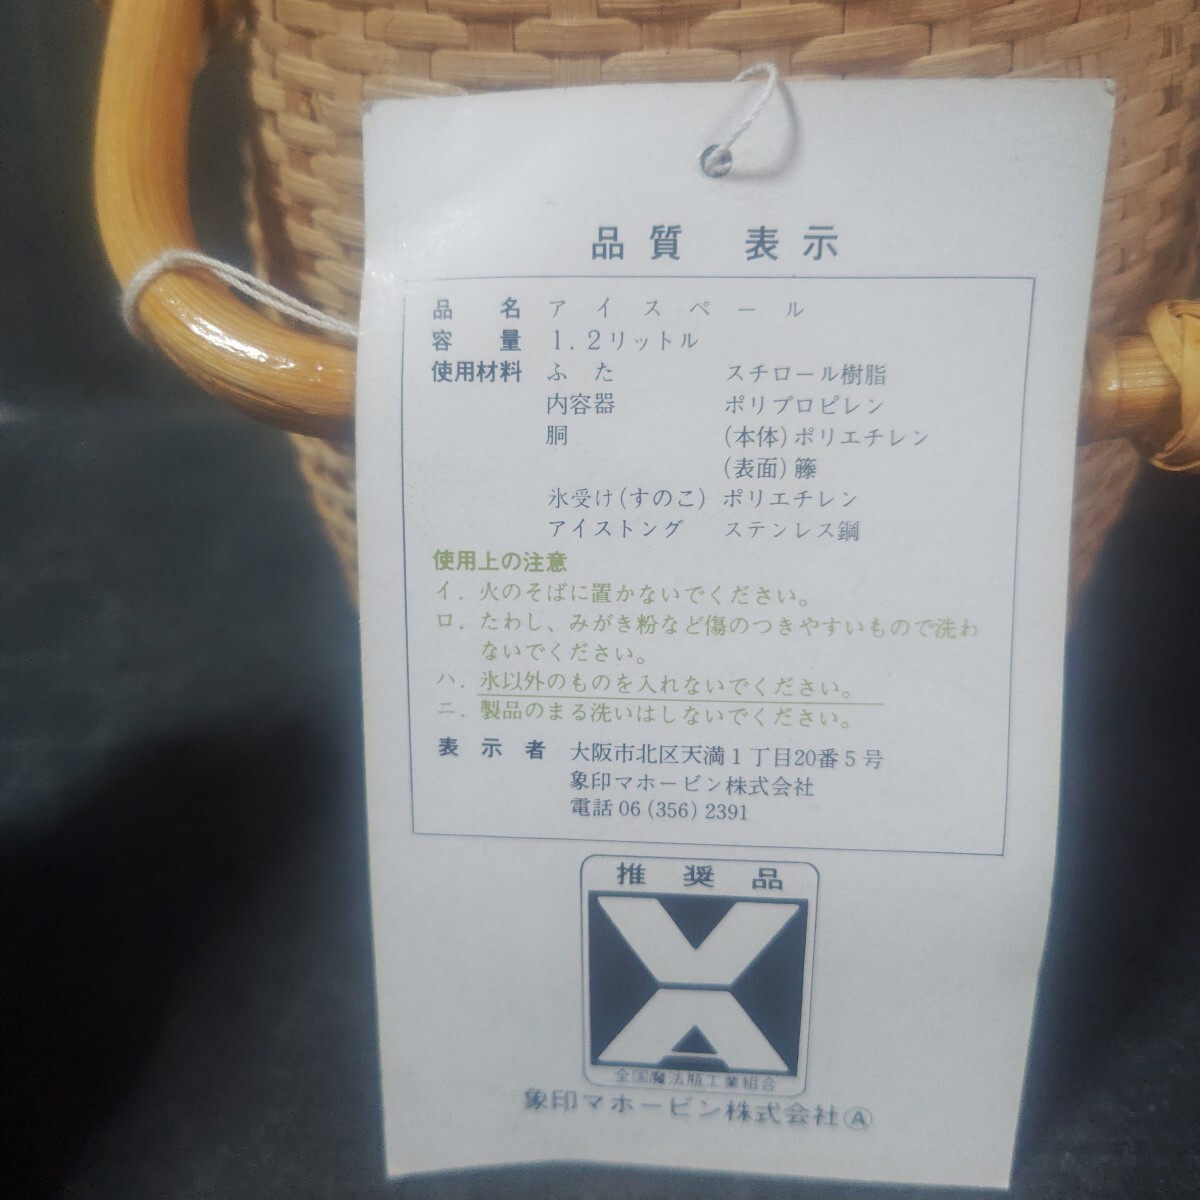 品質 表示
品名 アイスペール
容量 1.2リットル
使用材料 ふた スチロール樹脂
内容器 ポリプロピレン
胴 (本体)ポリエチレン
(表面)籐
氷受け(すのこ) ポリエチレン
アイストング ステンレス鋼
使用上の注意
イ.火のそばに置かないでください。
ロ.たわし、みがき粉など傷のつきやすいもので洗わ
ないでください。
ハ.氷以外のものを入れないでください。
ニ.製品のまる洗いはしないでください。
表示者 大阪市北区天満1丁目20番5号
象印マホービン株式会社
電話06(356)2391
推奨品
VA
全国魔法瓶工業組合
象印マホービン株式会社Ⓐ